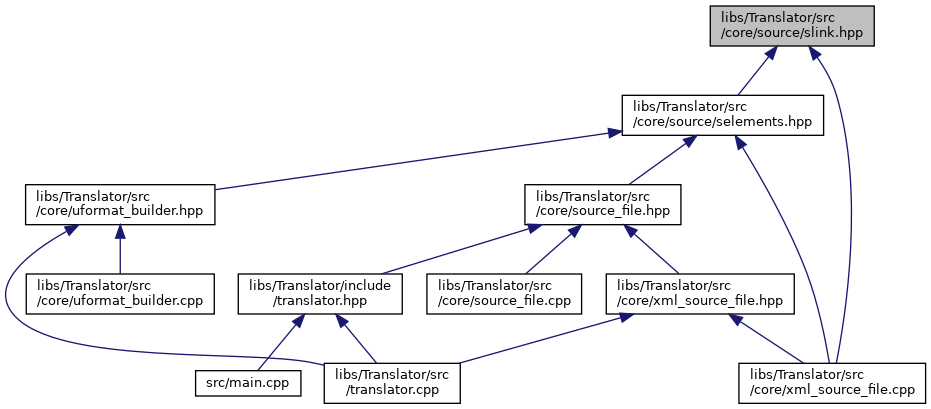 libs/Translator/src
/core/source/slink.hpp
libs/Translator/src
/core/source/selements.hpp
libs/Translator/src
/core/uformat_builder.hpp
libs/Translator/src
/core/source_file.hpp
libs/Translator/src
/core/uformat_builder.cpp
libs/Translator/include
/translator.hpp
libs/Translator/src
/core/source_file.cpp
libs/Translator/src
/core/xml_source_file.hpp
src/main.cpp
libs/Translator/src
/translator.cpp
libs/Translator/src
/core/xml_source_file.cpp